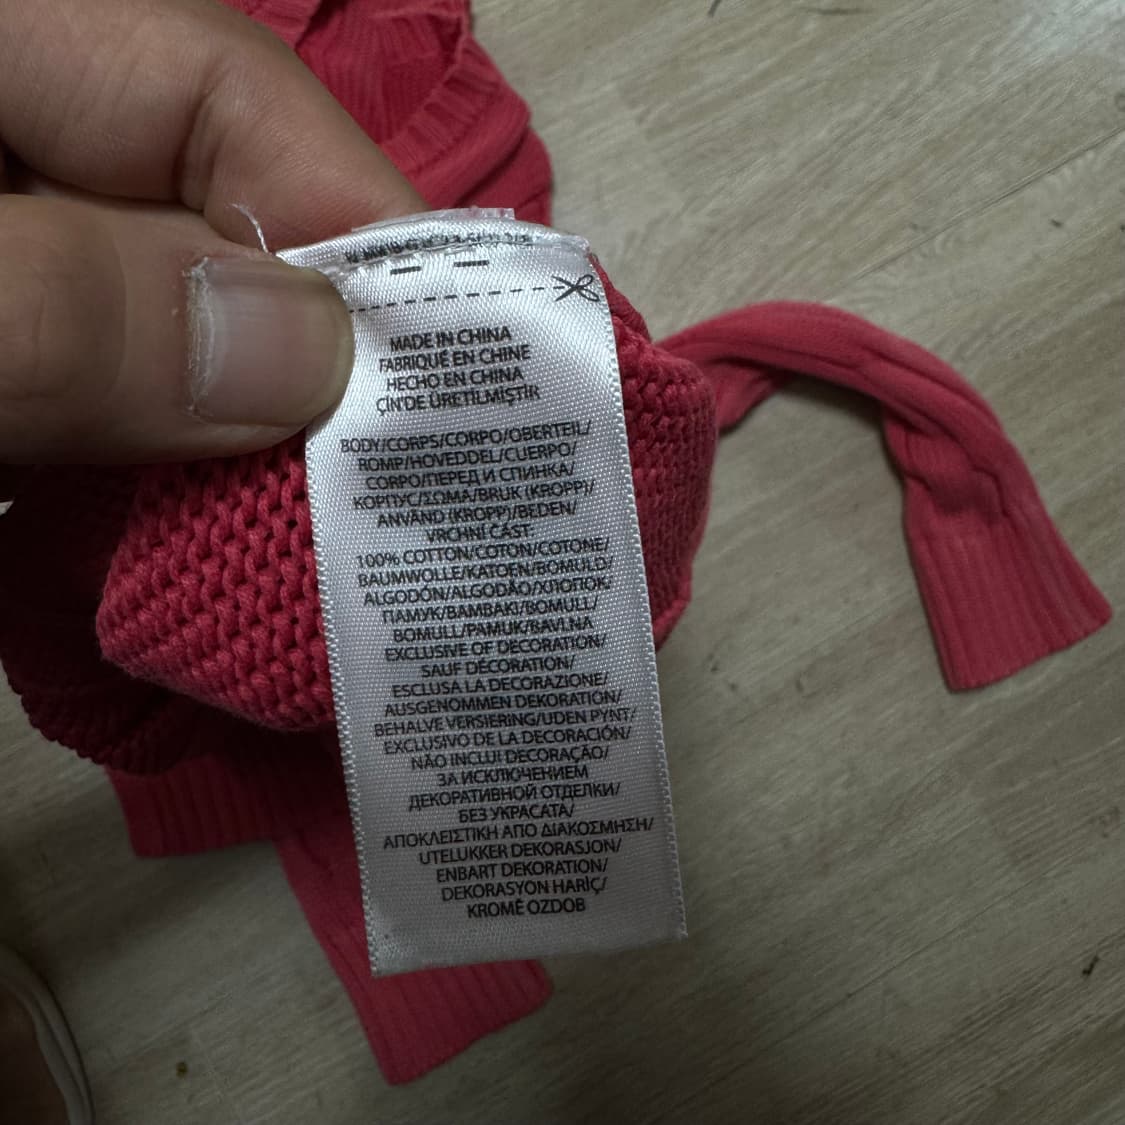 MADE IN CHINA
FABRIQUÉ EN CHINE
HECHO EN CHINA
ÇİN'DE ÜRETİLMİŞTİR
BODY/CORPS/CORPO/OBERTEIL/
ROMP/HOVEDDEL/CUERPO/
CORPO/ПЕРЕД И СПИНКА/
КОРПУС/ΣΩΜΑ/BRUK (KROPP)/
ANVÄND (KROPP)/BEDEN/
VRCHNÍ ČÁST
100% COTTON/COTON/COTONE/
BAUMWOLLE/KATOEN/BOMULD/
ALGODÓN/ALGODÃO/ХЛОПОК/
ПАМУК/ΒΑΜΒΑΚΙ/BOMULL/
BOMULL/PAMUK/BAVLNA
EXCLUSIVE OF DECORATION/
SAUF DÉCORATION/
ESCLUSA LA DECORAZIONE/
AUSGENOMMEN DEKORATION/
BEHALVE VERSIERING/UDEN PYNT/
EXCLUSIVO DE LA DECORACIÓN/
NÃO INCLUI DECORAÇÃO/
ЗА ИСКЛЮЧЕНИЕМ
ДЕКОРАТИВНОЙ ОТДЕЛКИ/
БЕЗ УКРАСАТА/
ΑΠΟΚΛΕΙΣΤΙΚΗ ΑΠΟ ΔΙΑΚΟΣΜΗΣΗ/
UTELUKKER DEKORASJON/
ENBART DEKORATION/
DEKORASYON HARİÇ/
KROMĚ OZDOB